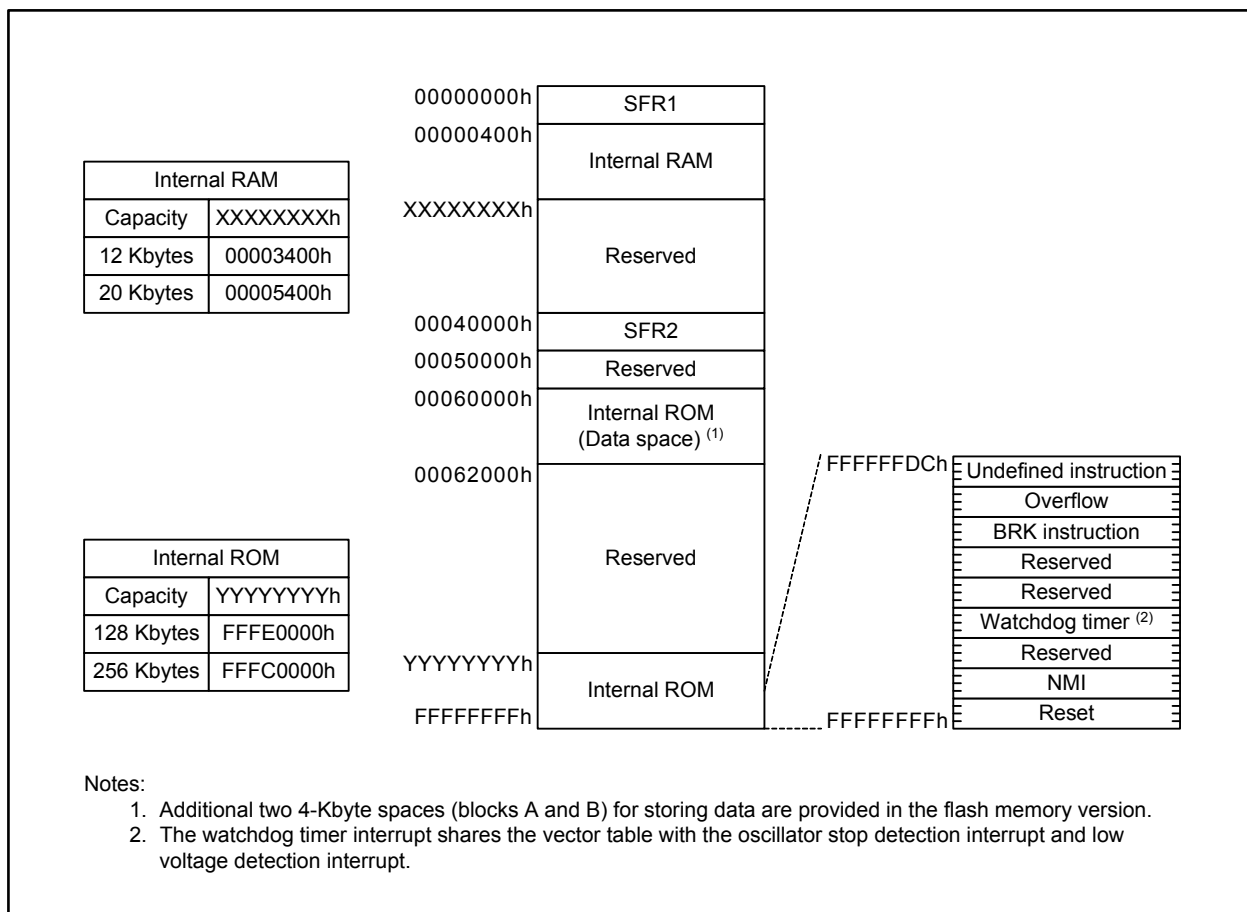 00000000h
SFR1
00000400h
Internal RAM
XXXXXXXXh
Reserved
00040000h
SFR2
00050000h
Reserved
00060000h
Internal ROM
(Data space) (1)
00062000h
Reserved
YYYYYYYYh
Internal ROM
FFFFFFFFh
Internal RAM
Capacity XXXXXXXXh
12 Kbytes 00003400h
20 Kbytes 00005400h
Internal ROM
Capacity YYYYYYYYh
128 Kbytes FFFE0000h
256 Kbytes FFFC0000h
FFFFFFDCh
Undefined instruction
Overflow
BRK instruction
Reserved
Reserved
Watchdog timer (2)
Reserved
NMI
Reset
FFFFFFFFh
Notes:
1. Additional two 4-Kbyte spaces (blocks A and B) for storing data are provided in the flash memory version.
2. The watchdog timer interrupt shares the vector table with the oscillator stop detection interrupt and low
voltage detection interrupt.